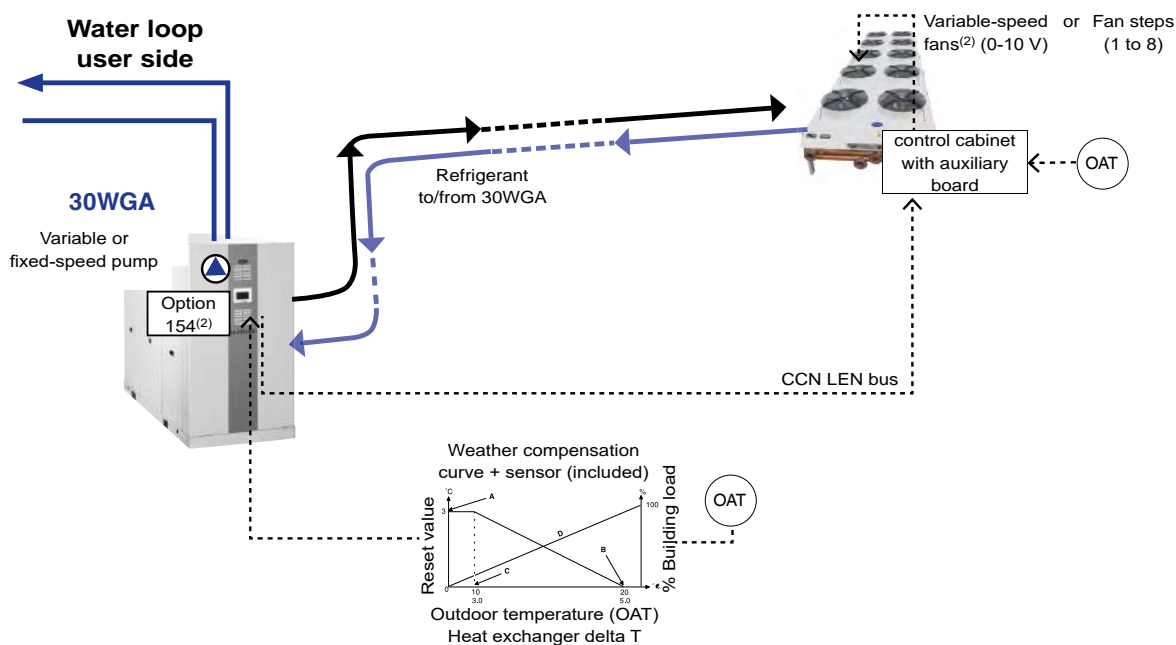 Water loop
user side
Variable-speed or Fan steps
fans(2) (0-10 V) (1 to 8)
control cabinet
with auxiliary
board
OAT
Refrigerant
to/from 30WGA
30WGA
Variable or
fixed-speed pump
Option
154(2)
CCN LEN bus
Weather compensation
curve + sensor (included)
°C
A
%
3
100
D
B
C
0
10
20
3.0
5.0
Reset value
% Building load
OAT
Outdoor temperature (OAT)
Heat exchanger delta T